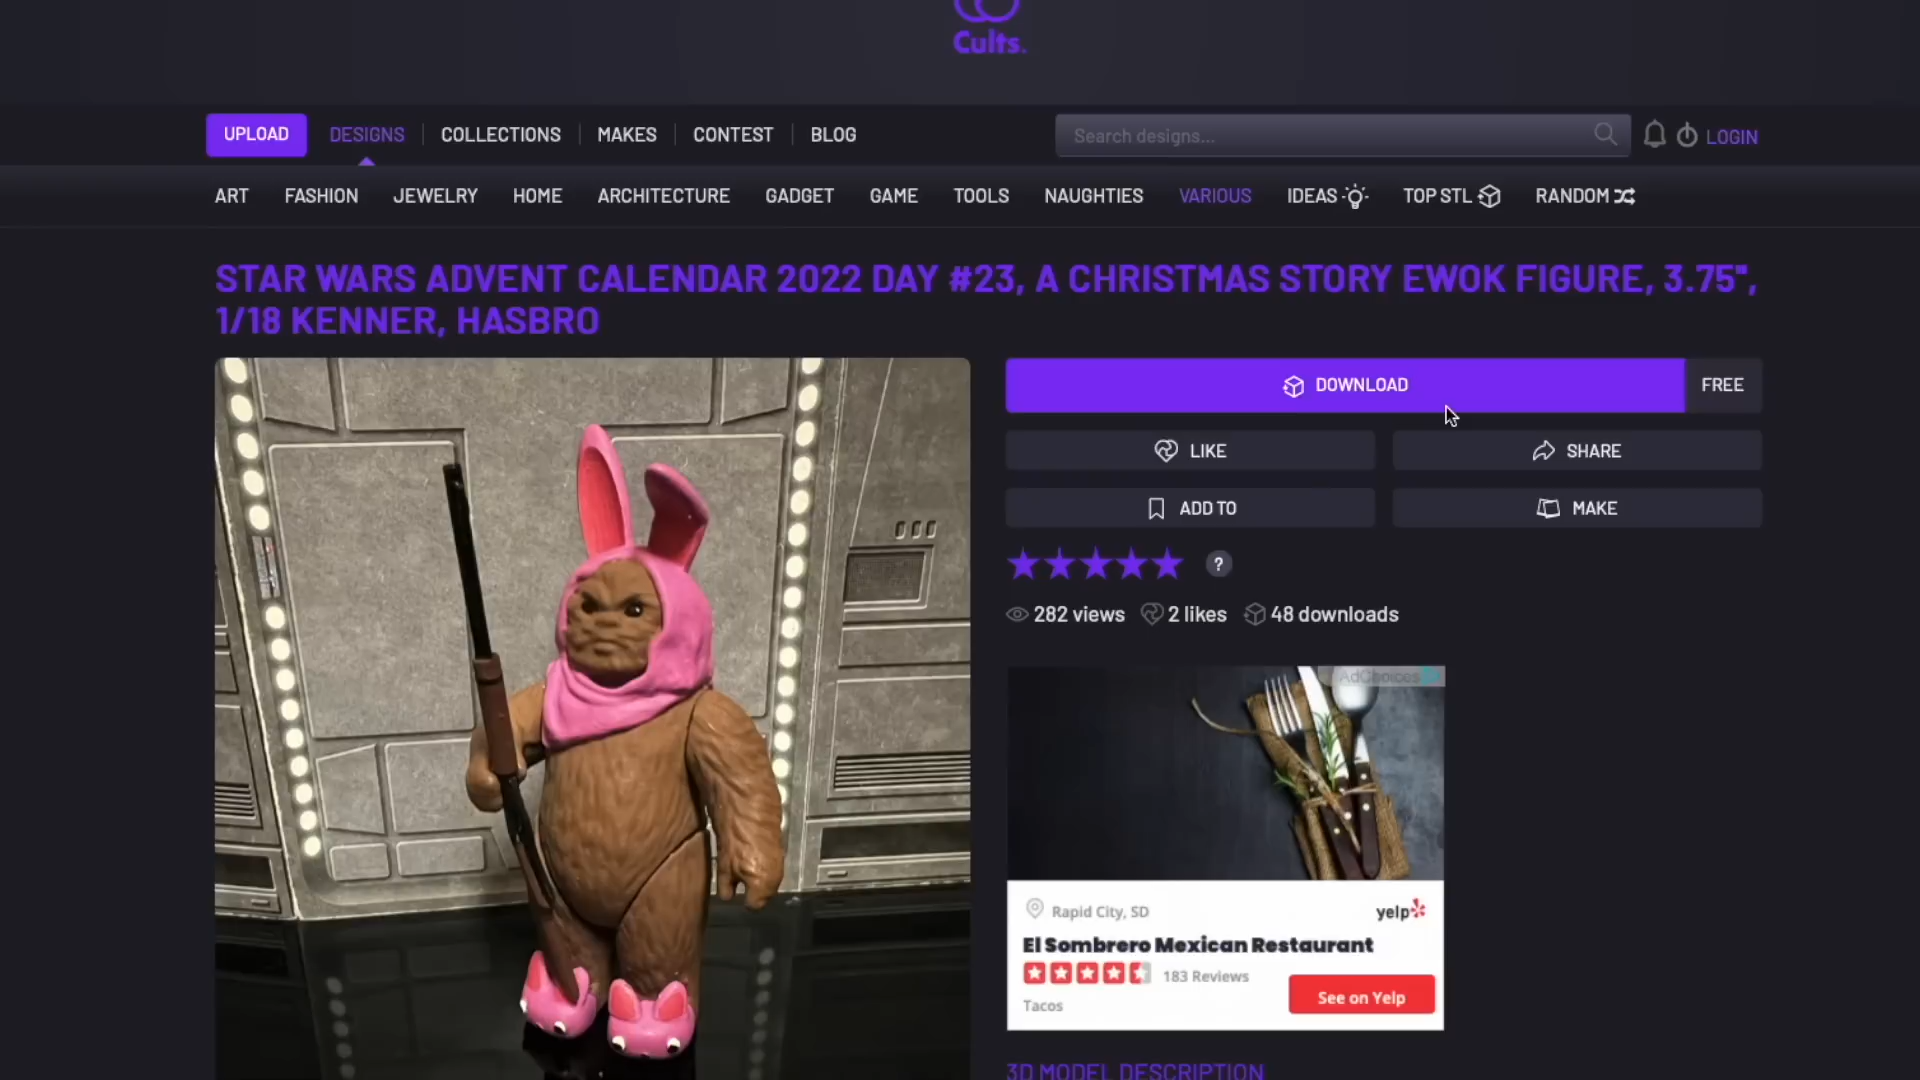 Cults.
UPLOAD DESIGNS COLLECTIONS MAKES CONTEST BLOG Search designs... LOGIN
ART FASHION JEWELRY HOME ARCHITECTURE GADGET GAME TOOLS NAUGHTIES VARIOUS IDEAS TOP STL RANDOM
STAR WARS ADVENT CALENDAR 2022 DAY #23, A CHRISTMAS STORY EWOK FIGURE, 3.75",
1/18 KENNER, HASBRO
DOWNLOAD FREE
LIKE SHARE
ADD TO MAKE
?
282 views 2 likes 48 downloads
AdChoices
Rapid City, SD yelp
El Sombrero Mexican Restaurant
183 Reviews
See on Yelp
Tacos
3D MODEL DESCRIPTION